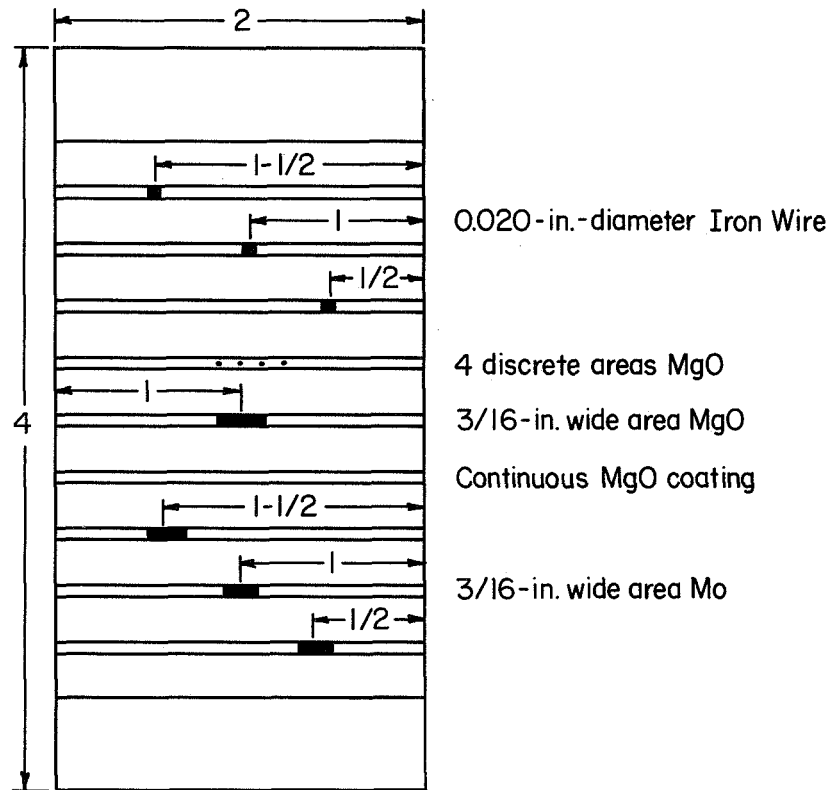 2
1-1/2
1
0.020-in.-diameter Iron Wire
1/2
4 discrete areas MgO
1
4
3/16-in. wide area MgO
Continuous MgO coating
1-1/2
1
3/16-in. wide area Mo
1/2